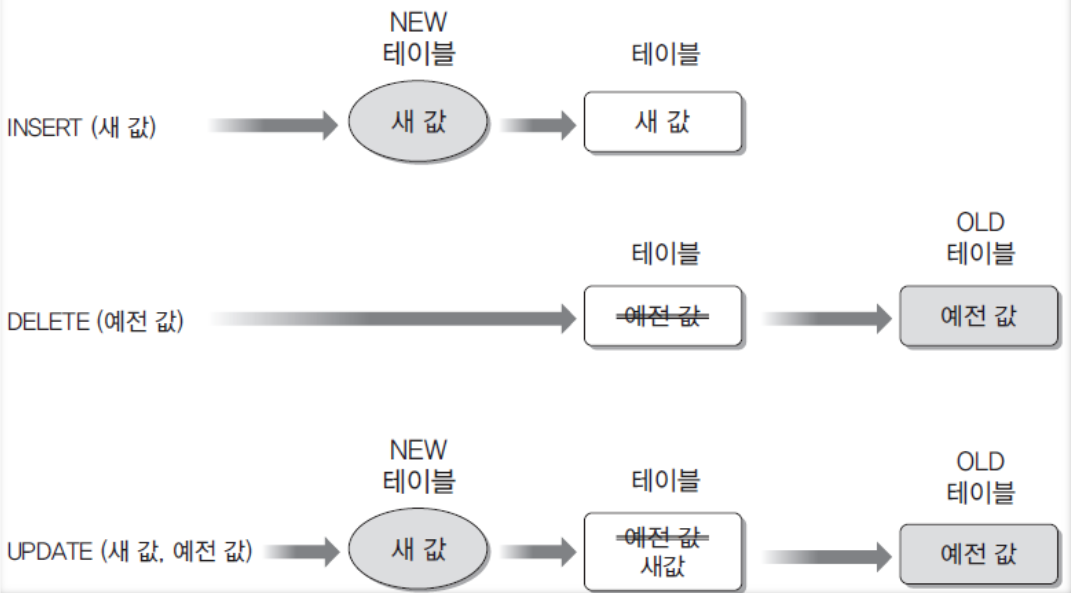 NEW
테이블
테이블
INSERT (새 값)
새 값
새 값
OLD
테이블
테이블
DELETE (예전 값)
예전 값
예전 값
NEW
테이블
테이블
OLD
테이블
UPDATE (새 값, 예전 값)
새 값
예전 값
새값
예전 값